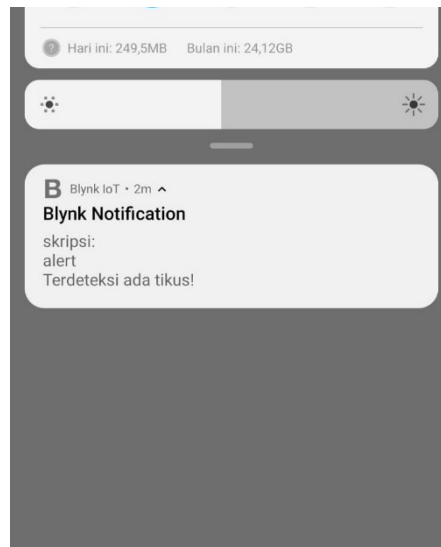 Hari ini: 249,5MB Bulan ini: 24,12GB
B Blynk IoT • 2m
Blynk Notification
skripsi:
alert
Terdeteksi ada tikus!